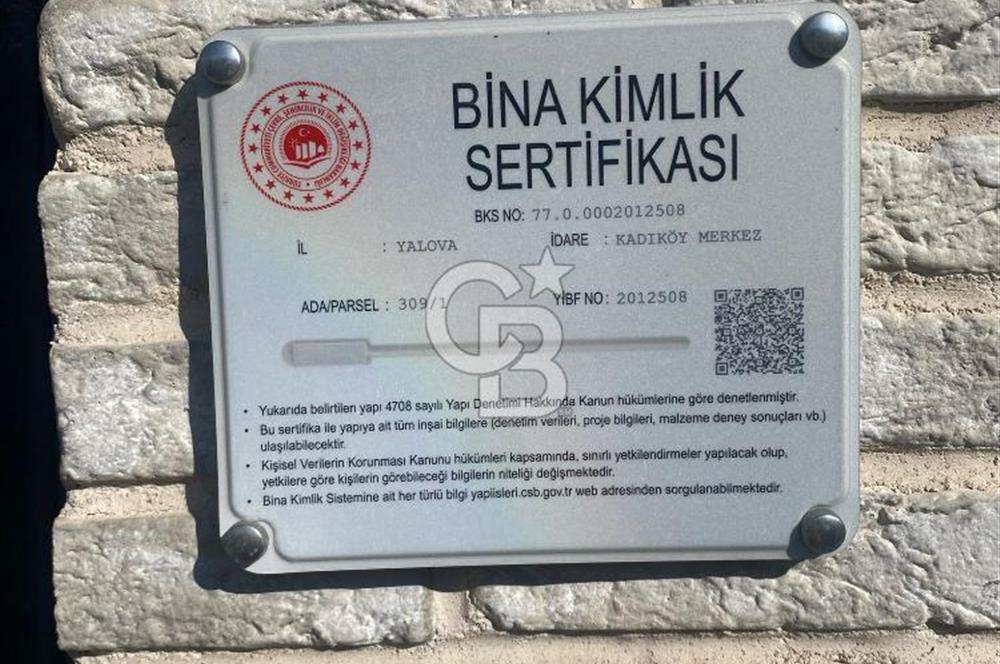 BİNA KİMLİK
SERTİFİKASI
BKS NO: 77.0.0002012508
İL : YALOVA
İDARE : KADIKÖY MERKEZ
ADA/PARSEL : 309/1
YİBF NO: 2012508
CB
• Yukarıda belirtilen yapı 4708 sayılı Yapı Denetimi Hakkında Kanun hükümlerine göre denetlenmiştir.
• Bu sertifika ile yapıya ait tüm inşai bilgilere (denetim verileri, proje bilgileri, malzeme deney sonuçları vb.)
ulaşılabilecektir.
• Kişisel Verilerin Korunması Kanunu hükümleri kapsamında, sınırlı yetkilendirmeler yapılacak olup,
yetkilere göre kişilerin görebileceği bilgilerin niteliği değişmektedir.
• Bina Kimlik Sistemine ait her türlü bilgi yapiisleri.csb.gov.tr web adresinden sorgulanabilmektedir.